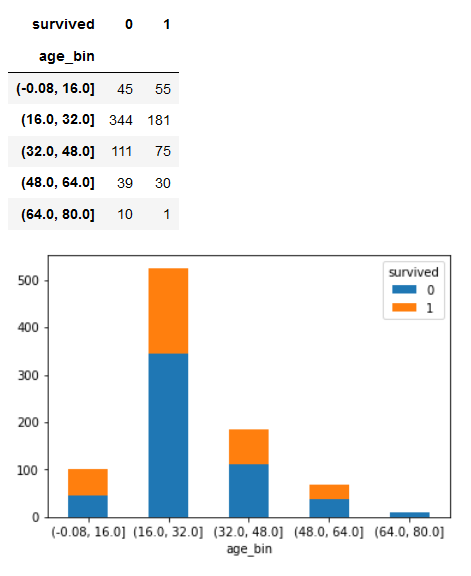 survived 0 1
age_bin
(-0.08, 16.0] 45 55
(16.0, 32.0] 344 181
(32.0, 48.0] 111 75
(48.0, 64.0] 39 30
(64.0, 80.0] 10 1
survived
0
1
500
400
300
200
100
0
(-0.08, 16.0] (16.0, 32.0] (32.0, 48.0] (48.0, 64.0] (64.0, 80.0]
age_bin